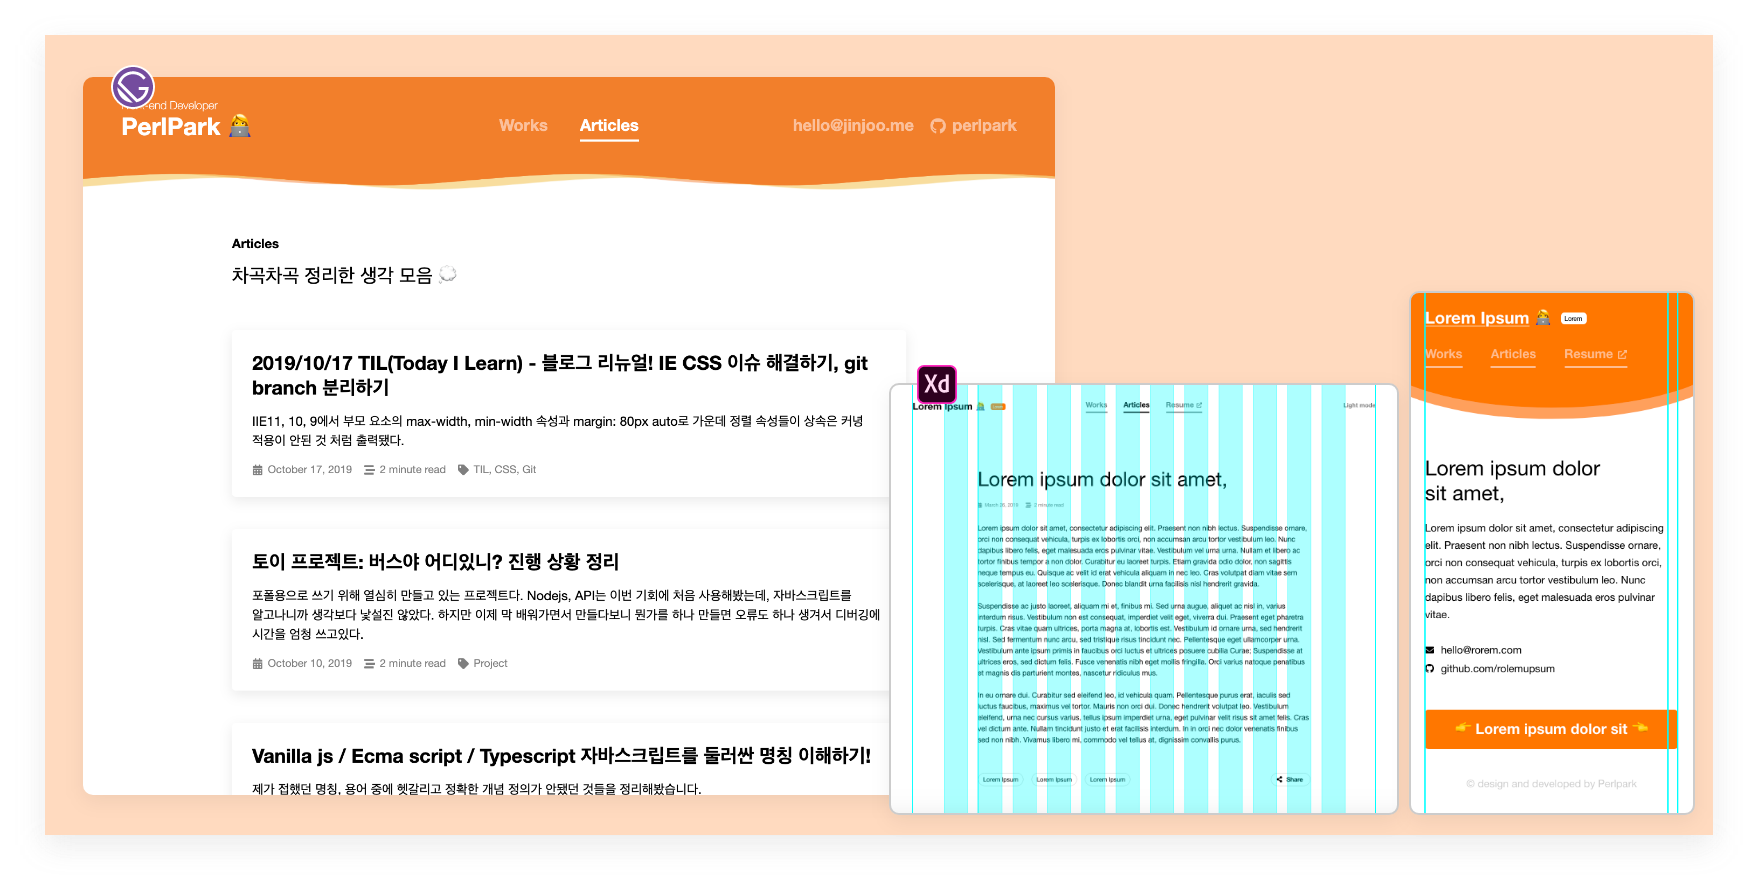 -end Developer
PerlPark
Works
Articles
hello@jinjoo.me
perlpark
Articles
차곡차곡 정리한 생각 모음
2019/10/17 TIL(Today I Learn) - 블로그 리뉴얼! IE CSS 이슈 해결하기, git
branch 분리하기
IIE11, 10, 9에서 부모 요소의 max-width, min-width 속성과 margin: 80px auto로 가운데 정렬 속성들이 상속은 커녕
적용이 안된 것 처럼 출력됐다.
October 17, 2019
2 minute read
TIL, CSS, Git
토이 프로젝트: 버스야 어디있니? 진행 상황 정리
포폴용으로 쓰기 위해 열심히 만들고 있는 프로젝트다. Nodejs, API는 이번 기회에 처음 사용해봤는데, 자바스크립트를
알고나니까 생각보다 낯설진 않았다. 하지만 이제 막 배워가면서 만들다보니 뭔가를 하나 만들면 오류도 하나 생겨서 디버깅에
시간을 엄청 쓰고있다.
October 10, 2019
2 minute read
Project
Vanilla js / Ecma script / Typescript 자바스크립트를 둘러싼 명칭 이해하기!
제가 접했던 명칭, 용어 중에 헷갈리고 정확한 개념 정의가 안됐던 것들을 정리해봤습니다.
Xd
Lorem Ipsum
Works
Articles
Resume
Light mode
Lorem ipsum dolor sit amet,
March 26, 2019
2 minute read
Lorem ipsum dolor sit amet, consectetur adipiscing elit. Praesent non nibh lectus. Suspendisse ornare,
orci non consequat vehicula, turpis ex lobortis orci, non accumsan arcu tortor vestibulum leo. Nunc
dapibus libero felis, eget malesuada eros pulvinar vitae. Vestibulum vel urna urna. Nullam et libero ac
tortor finibus tempor a non dolor. Curabitur eu laoreet turpis. Etiam gravida odio dolor, non sagittis
neque tempus eu. Quisque ac velit id erat vehicula aliquam in nec leo. Cras volutpat diam vitae sem
scelerisque, at laoreet leo scelerisque. Donec blandit urna facilisis nisl hendrerit gravida.
Suspendisse ac justo laoreet, aliquam mi et, finibus mi. Sed urna augue, aliquet ac nisl in, varius
interdum risus. Vestibulum non est consequat, imperdiet velit eget, viverra dui. Praesent eget pharetra
turpis. Cras vitae quam ultrices, porta magna at, lobortis est. Vestibulum id ornare urna, sed hendrerit
nisl. Sed fermentum nunc arcu, sed tristique risus tincidunt nec. Pellentesque eget ullamcorper urna.
Vestibulum ante ipsum primis in faucibus orci luctus et ultrices posuere cubilia Curae; Suspendisse at
ultrices eros, sed dictum felis. Fusce venenatis nibh eget mollis fringilla. Orci varius natoque penatibus
et magnis dis parturient montes, nascetur ridiculus mus.
In eu ornare dui. Curabitur sed eleifend leo, id vehicula quam. Pellentesque purus erat, iaculis sed
luctus faucibus, maximus vel tortor. Mauris non orci dui. Donec hendrerit volutpat leo. Vestibulum
eleifend, urna nec cursus varius, tellus ipsum imperdiet urna, eget pulvinar velit risus sit amet felis. Cras
vel dictum ante. Nullam tincidunt justo et erat facilisis interdum. In in orci nec dolor venenatis finibus
sed non nibh. Vivamus libero mi, commodo vel tellus at, dignissim convallis purus.
Lorem Ipsum
Lorem Ipsum
Lorem Ipsum
Share
Lorem Ipsum
Lorem
Works
Articles
Resume
Lorem ipsum dolor
sit amet,
Lorem ipsum dolor sit amet, consectetur adipiscing
elit. Praesent non nibh lectus. Suspendisse ornare,
orci non consequat vehicula, turpis ex lobortis orci,
non accumsan arcu tortor vestibulum leo. Nunc
dapibus libero felis, eget malesuada eros pulvinar
vitae.
hello@rorem.com
github.com/rolemupsum
Lorem ipsum dolor sit
© design and developed by Perlpark